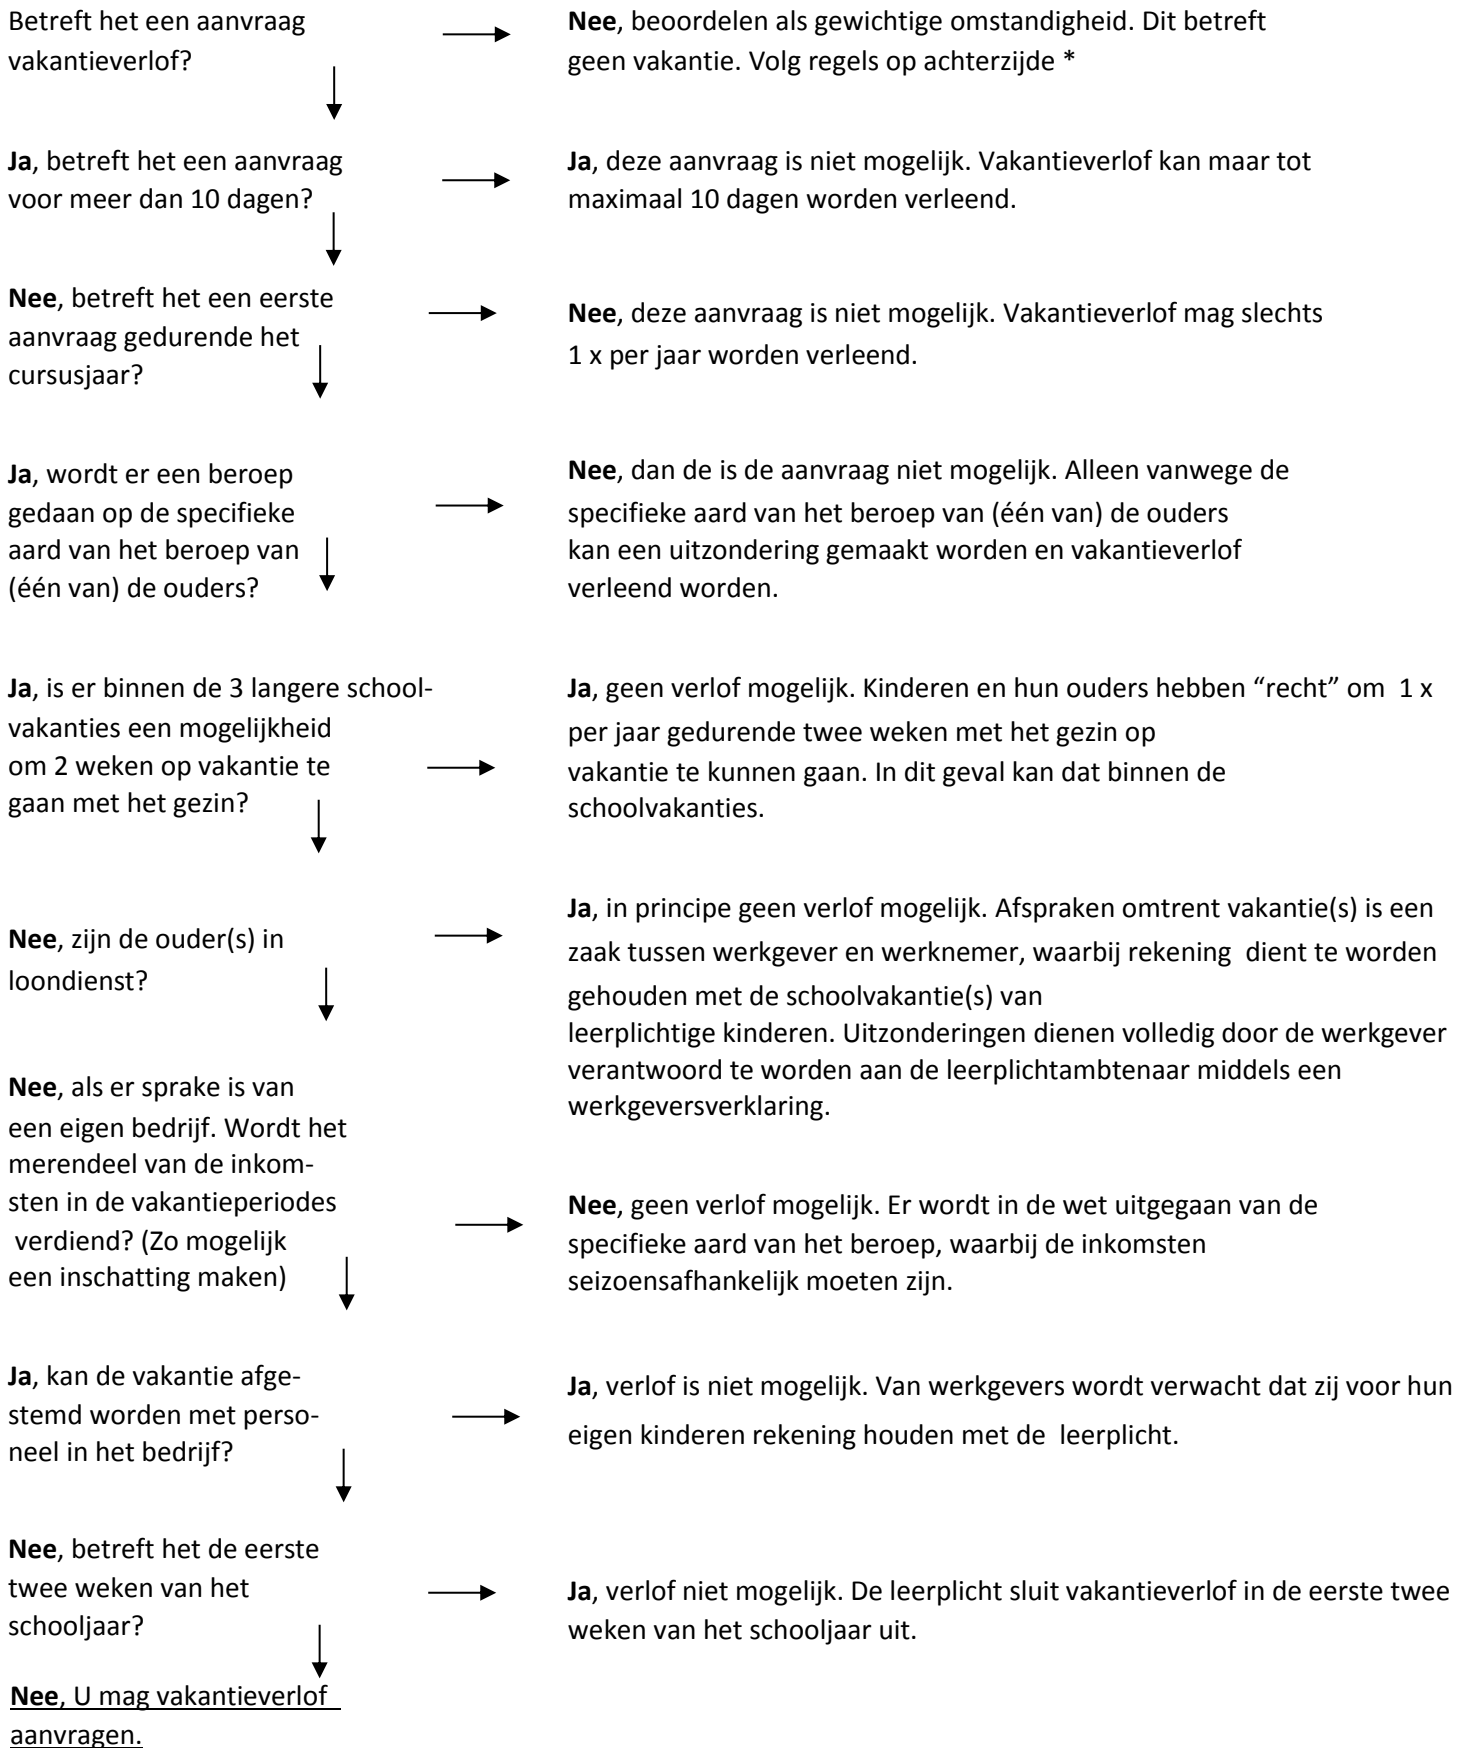 Betreft het een aanvraag
vakantieverlof?
Nee, beoordelen als gewichtige omstandigheid. Dit betreft
geen vakantie. Volg regels op achterzijde *
Ja, betreft het een aanvraag
voor meer dan 10 dagen?
Ja, deze aanvraag is niet mogelijk. Vakantieverlof kan maar tot
maximaal 10 dagen worden verleend.
Nee, betreft het een eerste
aanvraag gedurende het
cursusjaar?
Nee, deze aanvraag is niet mogelijk. Vakantieverlof mag slechts
1 x per jaar worden verleend.
Ja, wordt er een beroep
gedaan op de specifieke
aard van het beroep van
(één van) de ouders?
Nee, dan de is de aanvraag niet mogelijk. Alleen vanwege de
specifieke aard van het beroep van (één van) de ouders
kan een uitzondering gemaakt worden en vakantieverlof
verleend worden.
Ja, is er binnen de 3 langere school-
vakanties een mogelijkheid
om 2 weken op vakantie te
gaan met het gezin?
Ja, geen verlof mogelijk. Kinderen en hun ouders hebben “recht” om 1 x
per jaar gedurende twee weken met het gezin op
vakantie te kunnen gaan. In dit geval kan dat binnen de
schoolvakanties.
Nee, zijn de ouder(s) in
loondienst?
Ja, in principe geen verlof mogelijk. Afspraken omtrent vakantie(s) is een
zaak tussen werkgever en werknemer, waarbij rekening dient te worden
gehouden met de schoolvakantie(s) van
leerplichtige kinderen. Uitzonderingen dienen volledig door de werkgever
verantwoord te worden aan de leerplichtambtenaar middels een
werkgeversverklaring.
Nee, als er sprake is van
een eigen bedrijf. Wordt het
merendeel van de inkom-
sten in de vakantieperiodes
verdiend? (Zo mogelijk
een inschatting maken)
Nee, geen verlof mogelijk. Er wordt in de wet uitgegaan van de
specifieke aard van het beroep, waarbij de inkomsten
seizoensafhankelijk moeten zijn.
Ja, kan de vakantie afge-
stemd worden met perso-
neel in het bedrijf?
Ja, verlof is niet mogelijk. Van werkgevers wordt verwacht dat zij voor hun
eigen kinderen rekening houden met de leerplicht.
Nee, betreft het de eerste
twee weken van het
schooljaar?
Ja, verlof niet mogelijk. De leerplicht sluit vakantieverlof in de eerste twee
weken van het schooljaar uit.
Nee, U mag vakantieverlof
aanvragen.